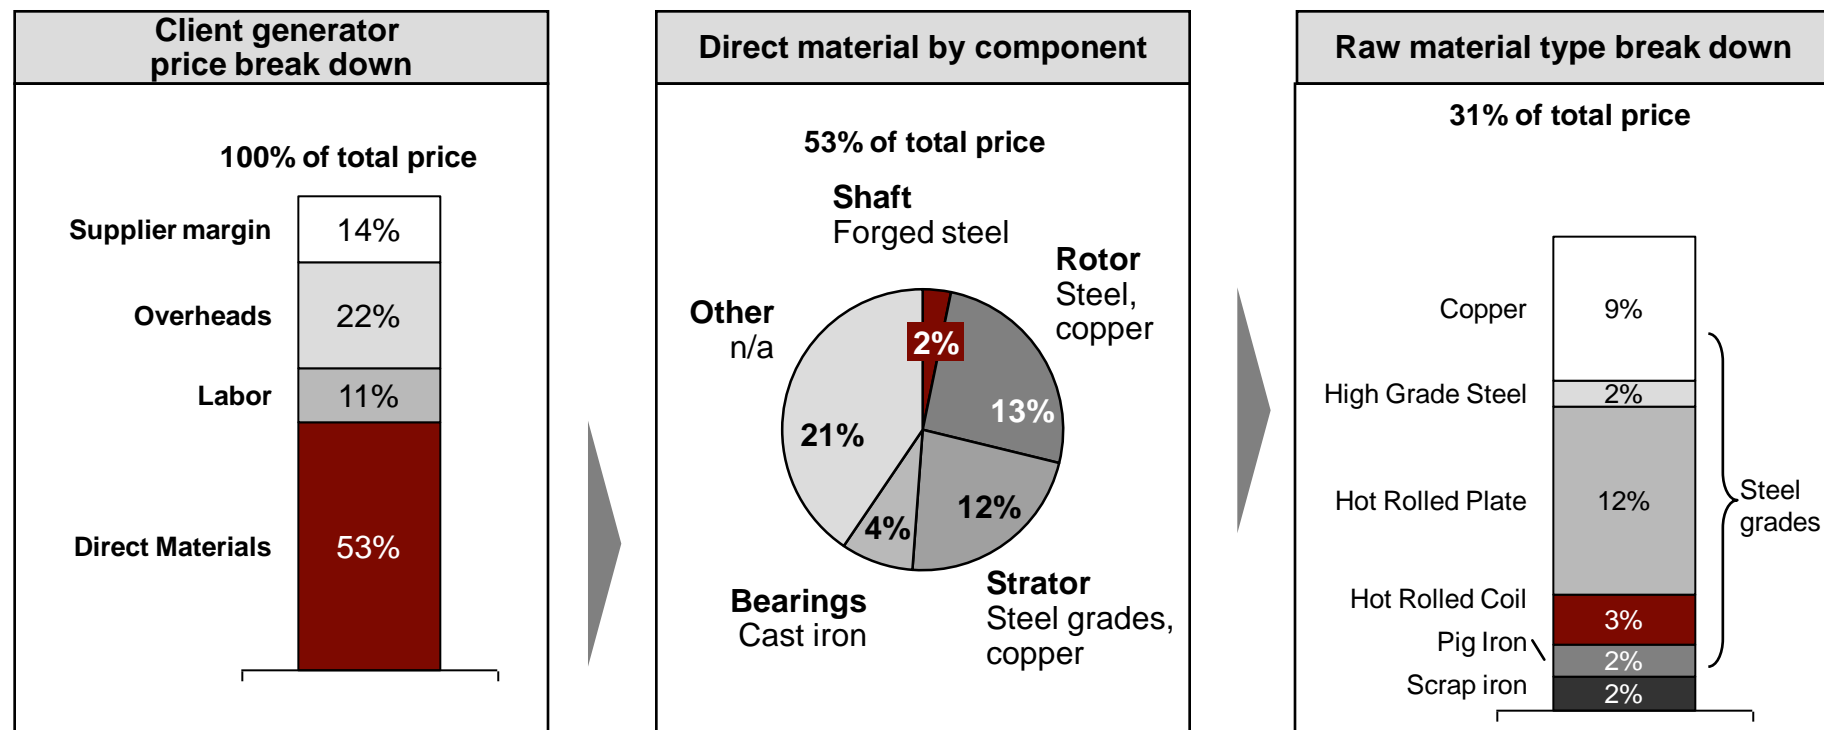 Client generator
price break down
100% of total price
Supplier margin
14%
Overheads
22%
Labor
11%
Direct Materials
53%
Direct material by component
53% of total price
Shaft
Forged steel
2%
Rotor
Steel,
copper
13%
Other
n/a
21%
12%
4%
Bearings
Cast iron
Strator
Steel grades,
copper
Raw material type break down
31% of total price
Copper
9%
High Grade Steel
2%
Hot Rolled Plate
12%
Steel
grades
Hot Rolled Coil
3%
Pig Iron
2%
Scrap iron
2%